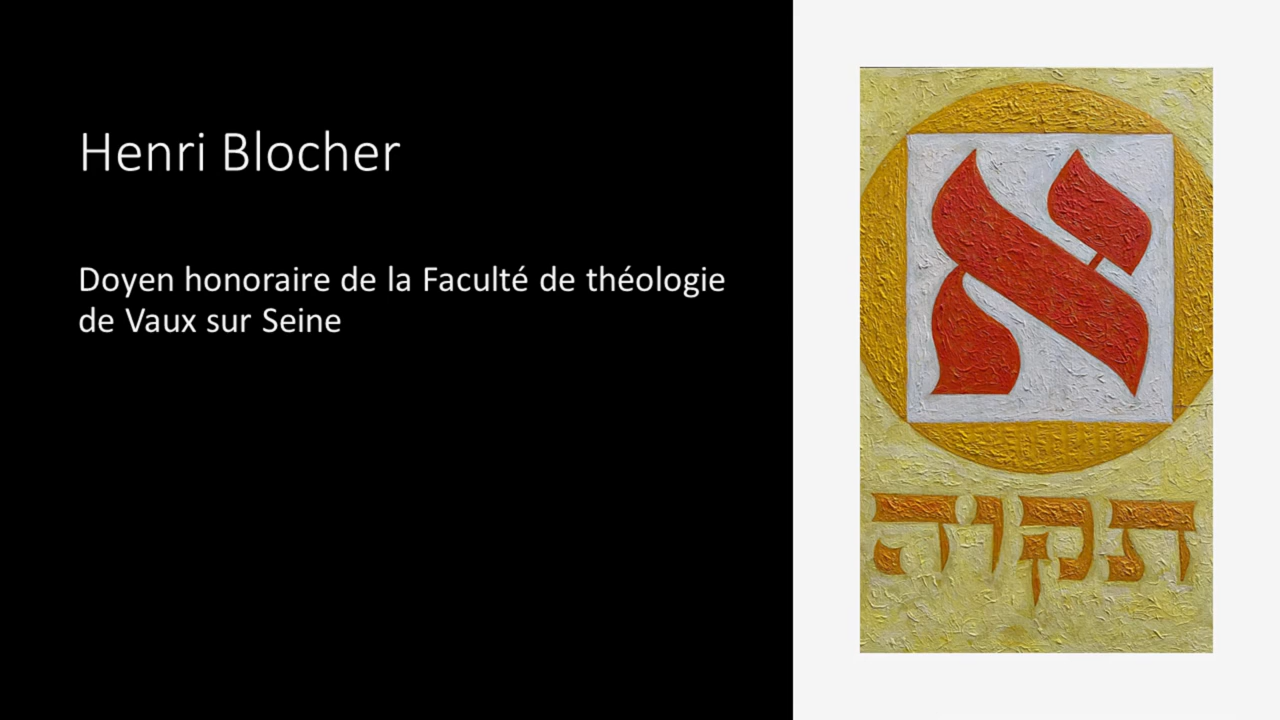 Henri Blocher
Doyen honoraire de la Faculté de théologie
de Vaux sur Seine
א
תקוה